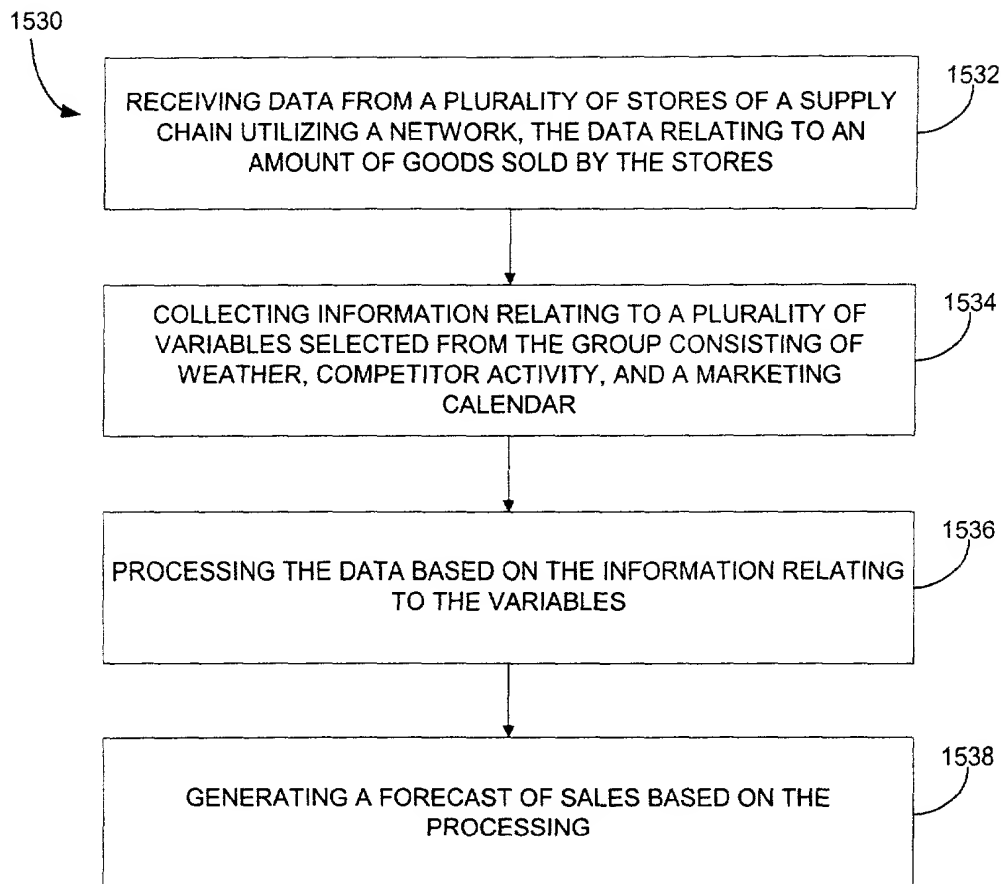 1530
1532
RECEIVING DATA FROM A PLURALITY OF STORES OF A SUPPLY
CHAIN UTILIZING A NETWORK, THE DATA RELATING TO AN
AMOUNT OF GOODS SOLD BY THE STORES
1534
COLLECTING INFORMATION RELATING TO A PLURALITY OF
VARIABLES SELECTED FROM THE GROUP CONSISTING OF
WEATHER, COMPETITOR ACTIVITY, AND A MARKETING
CALENDAR
1536
PROCESSING THE DATA BASED ON THE INFORMATION RELATING
TO THE VARIABLES
1538
GENERATING A FORECAST OF SALES BASED ON THE
PROCESSING